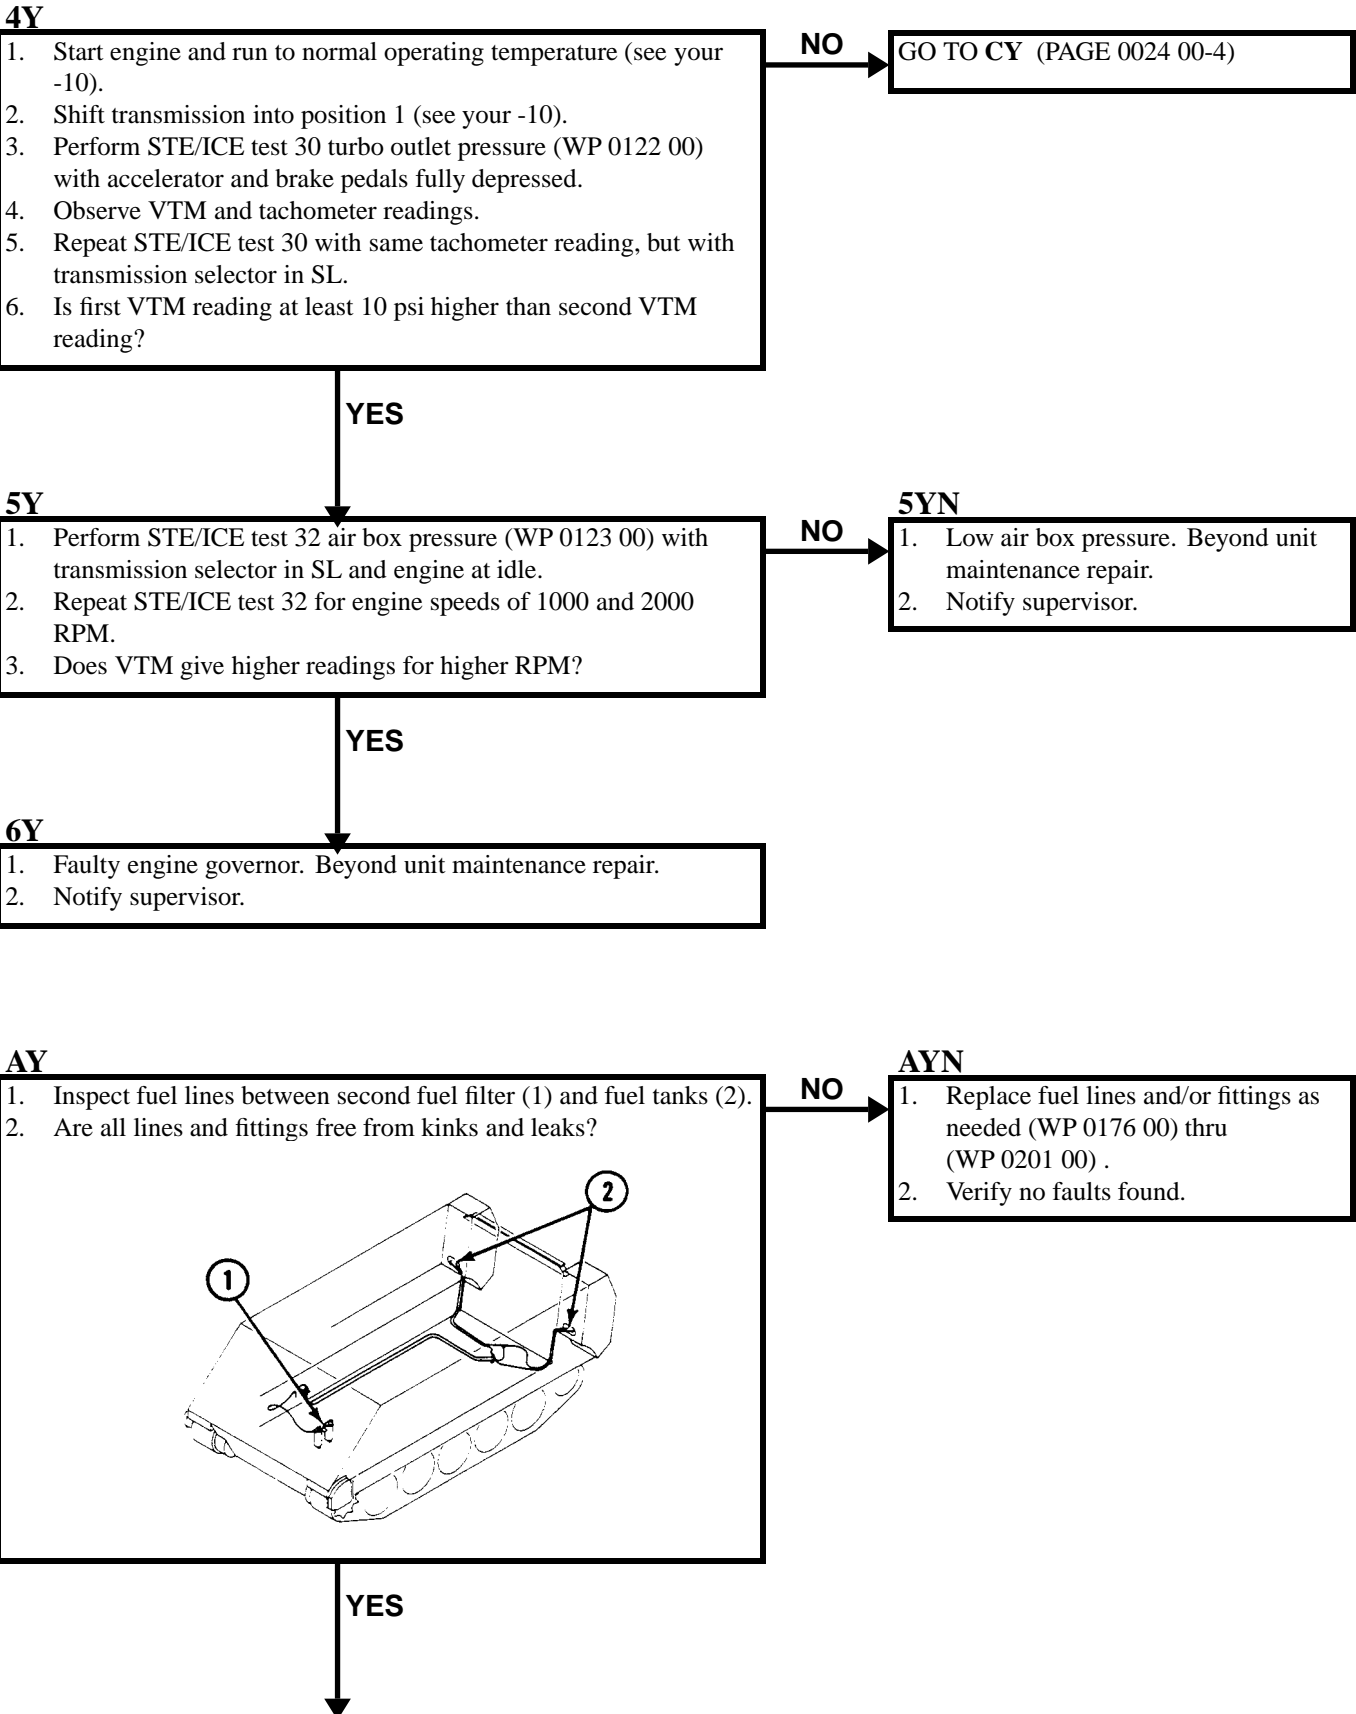 4Y
1. Start engine and run to normal operating temperature (see your
-10).
2. Shift transmission into position 1 (see your -10).
3. Perform STE/ICE test 30 turbo outlet pressure (WP 0122 00)
with accelerator and brake pedals fully depressed.
4. Observe VTM and tachometer readings.
5. Repeat STE/ICE test 30 with same tachometer reading, but with
transmission selector in SL.
6. Is first VTM reading at least 10 psi higher than second VTM
reading?
NO
GO TO CY (PAGE 0024 00-4)
YES
5Y
1. Perform STE/ICE test 32 air box pressure (WP 0123 00) with
transmission selector in SL and engine at idle.
2. Repeat STE/ICE test 32 for engine speeds of 1000 and 2000
RPM.
3. Does VTM give higher readings for higher RPM?
NO
5YN
1. Low air box pressure. Beyond unit
maintenance repair.
2. Notify supervisor.
YES
6Y
1. Faulty engine governor. Beyond unit maintenance repair.
2. Notify supervisor.
AY
1. Inspect fuel lines between second fuel filter (1) and fuel tanks (2).
2. Are all lines and fittings free from kinks and leaks?
2
1
NO
AYN
1. Replace fuel lines and/or fittings as
needed (WP 0176 00) thru
(WP 0201 00) .
2. Verify no faults found.
YES